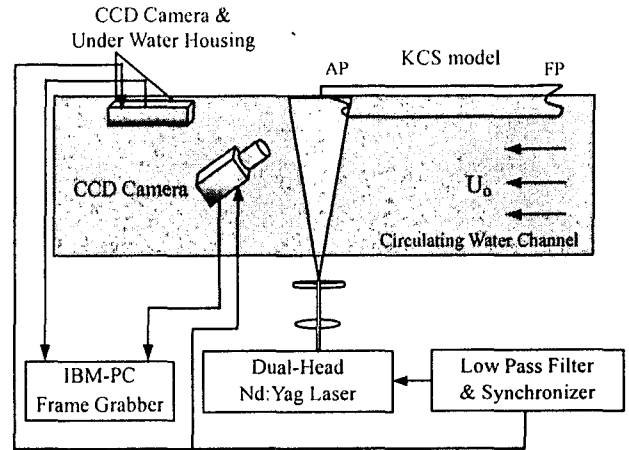 CCD Camera &
Under Water Housing
AP
KCS model
FP
CCD Camera
U₀
Circulating Water Channel
IBM-PC
Frame Grabber
Dual-Head
Nd:Yag Laser
Low Pass Filter
& Synchronizer